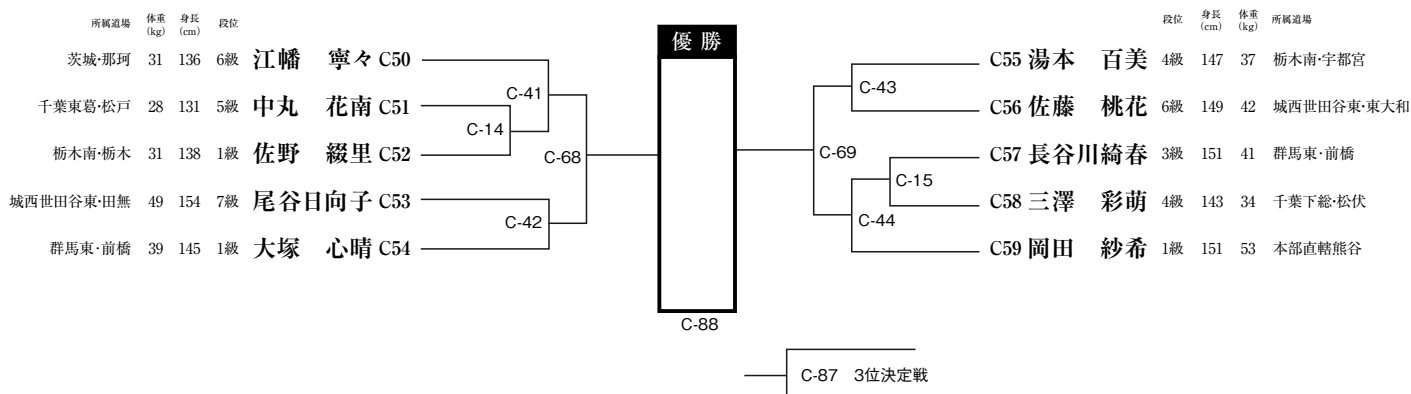 所属道場 体重(kg) 身長(cm) 段位
茨城・那珂 31 136 6級 江幡 寧々 C50
千葉東葛・松戸 28 131 5級 中丸 花南 C51
栃木南・栃木 31 138 1級 佐野 綴里 C52
城西世田谷東・田無 49 154 7級 尾谷日向子 C53
群馬東・前橋 39 145 1級 大塚 心晴 C54
C-41
C-14
C-68
C-42
優勝
C-88
段位 身長(cm) 体重(kg) 所属道場
C55 湯本 百美 4級 147 37 栃木南・宇都宮
C56 佐藤 桃花 6級 149 42 城西世田谷東・東大和
C57 長谷川綺春 3級 151 41 群馬東・前橋
C58 三澤 彩萌 4級 143 34 千葉下総・松伏
C59 岡田 紗希 1級 151 53 本部直轄熊谷
C-43
C-69
C-15
C-44
C-87 3位決定戦